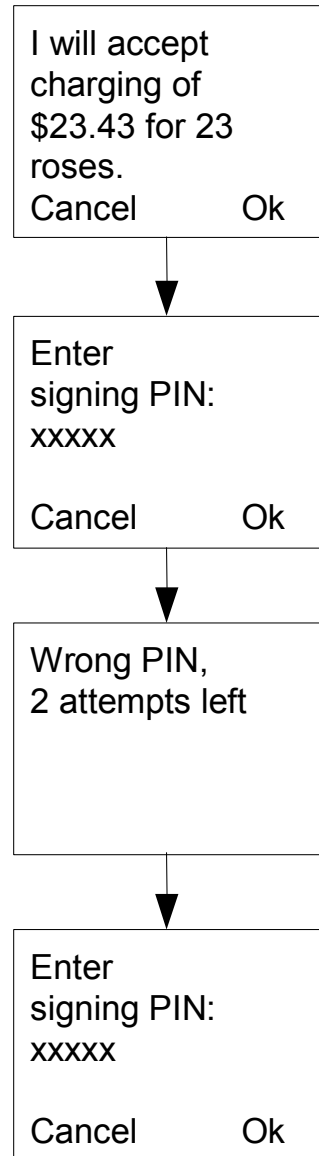 I will accept
charging of
$23.43 for 23
roses.
Cancel Ok
Enter
signing PIN:
xxxxx
Cancel Ok
Wrong PIN,
2 attempts left
Enter
signing PIN:
xxxxx
Cancel Ok